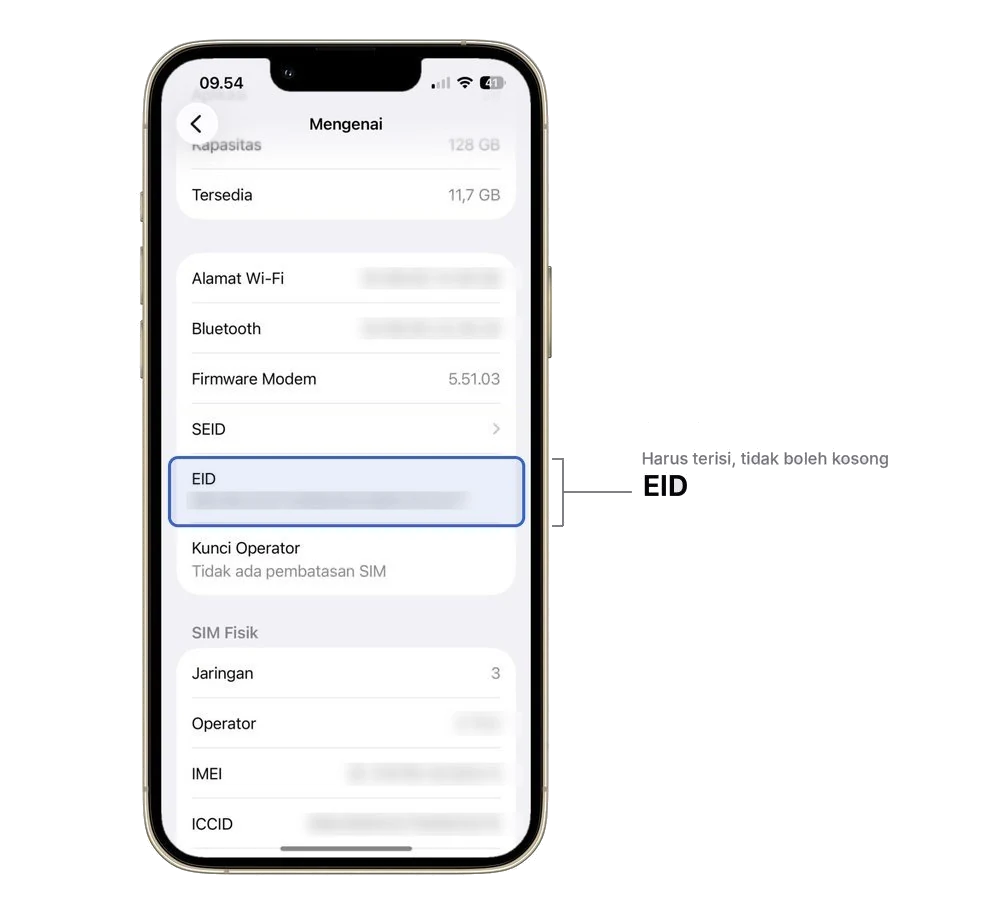 09.54
41
Mengenai
Kapasitas 128 GB
Tersedia 11,7 GB
Alamat Wi-Fi
Bluetooth
Firmware Modem 5.51.03
SEID
EID
Harus terisi, tidak boleh kosong
EID
Kunci Operator
Tidak ada pembatasan SIM
SIM Fisik
Jaringan 3
Operator
IMEI
ICCID